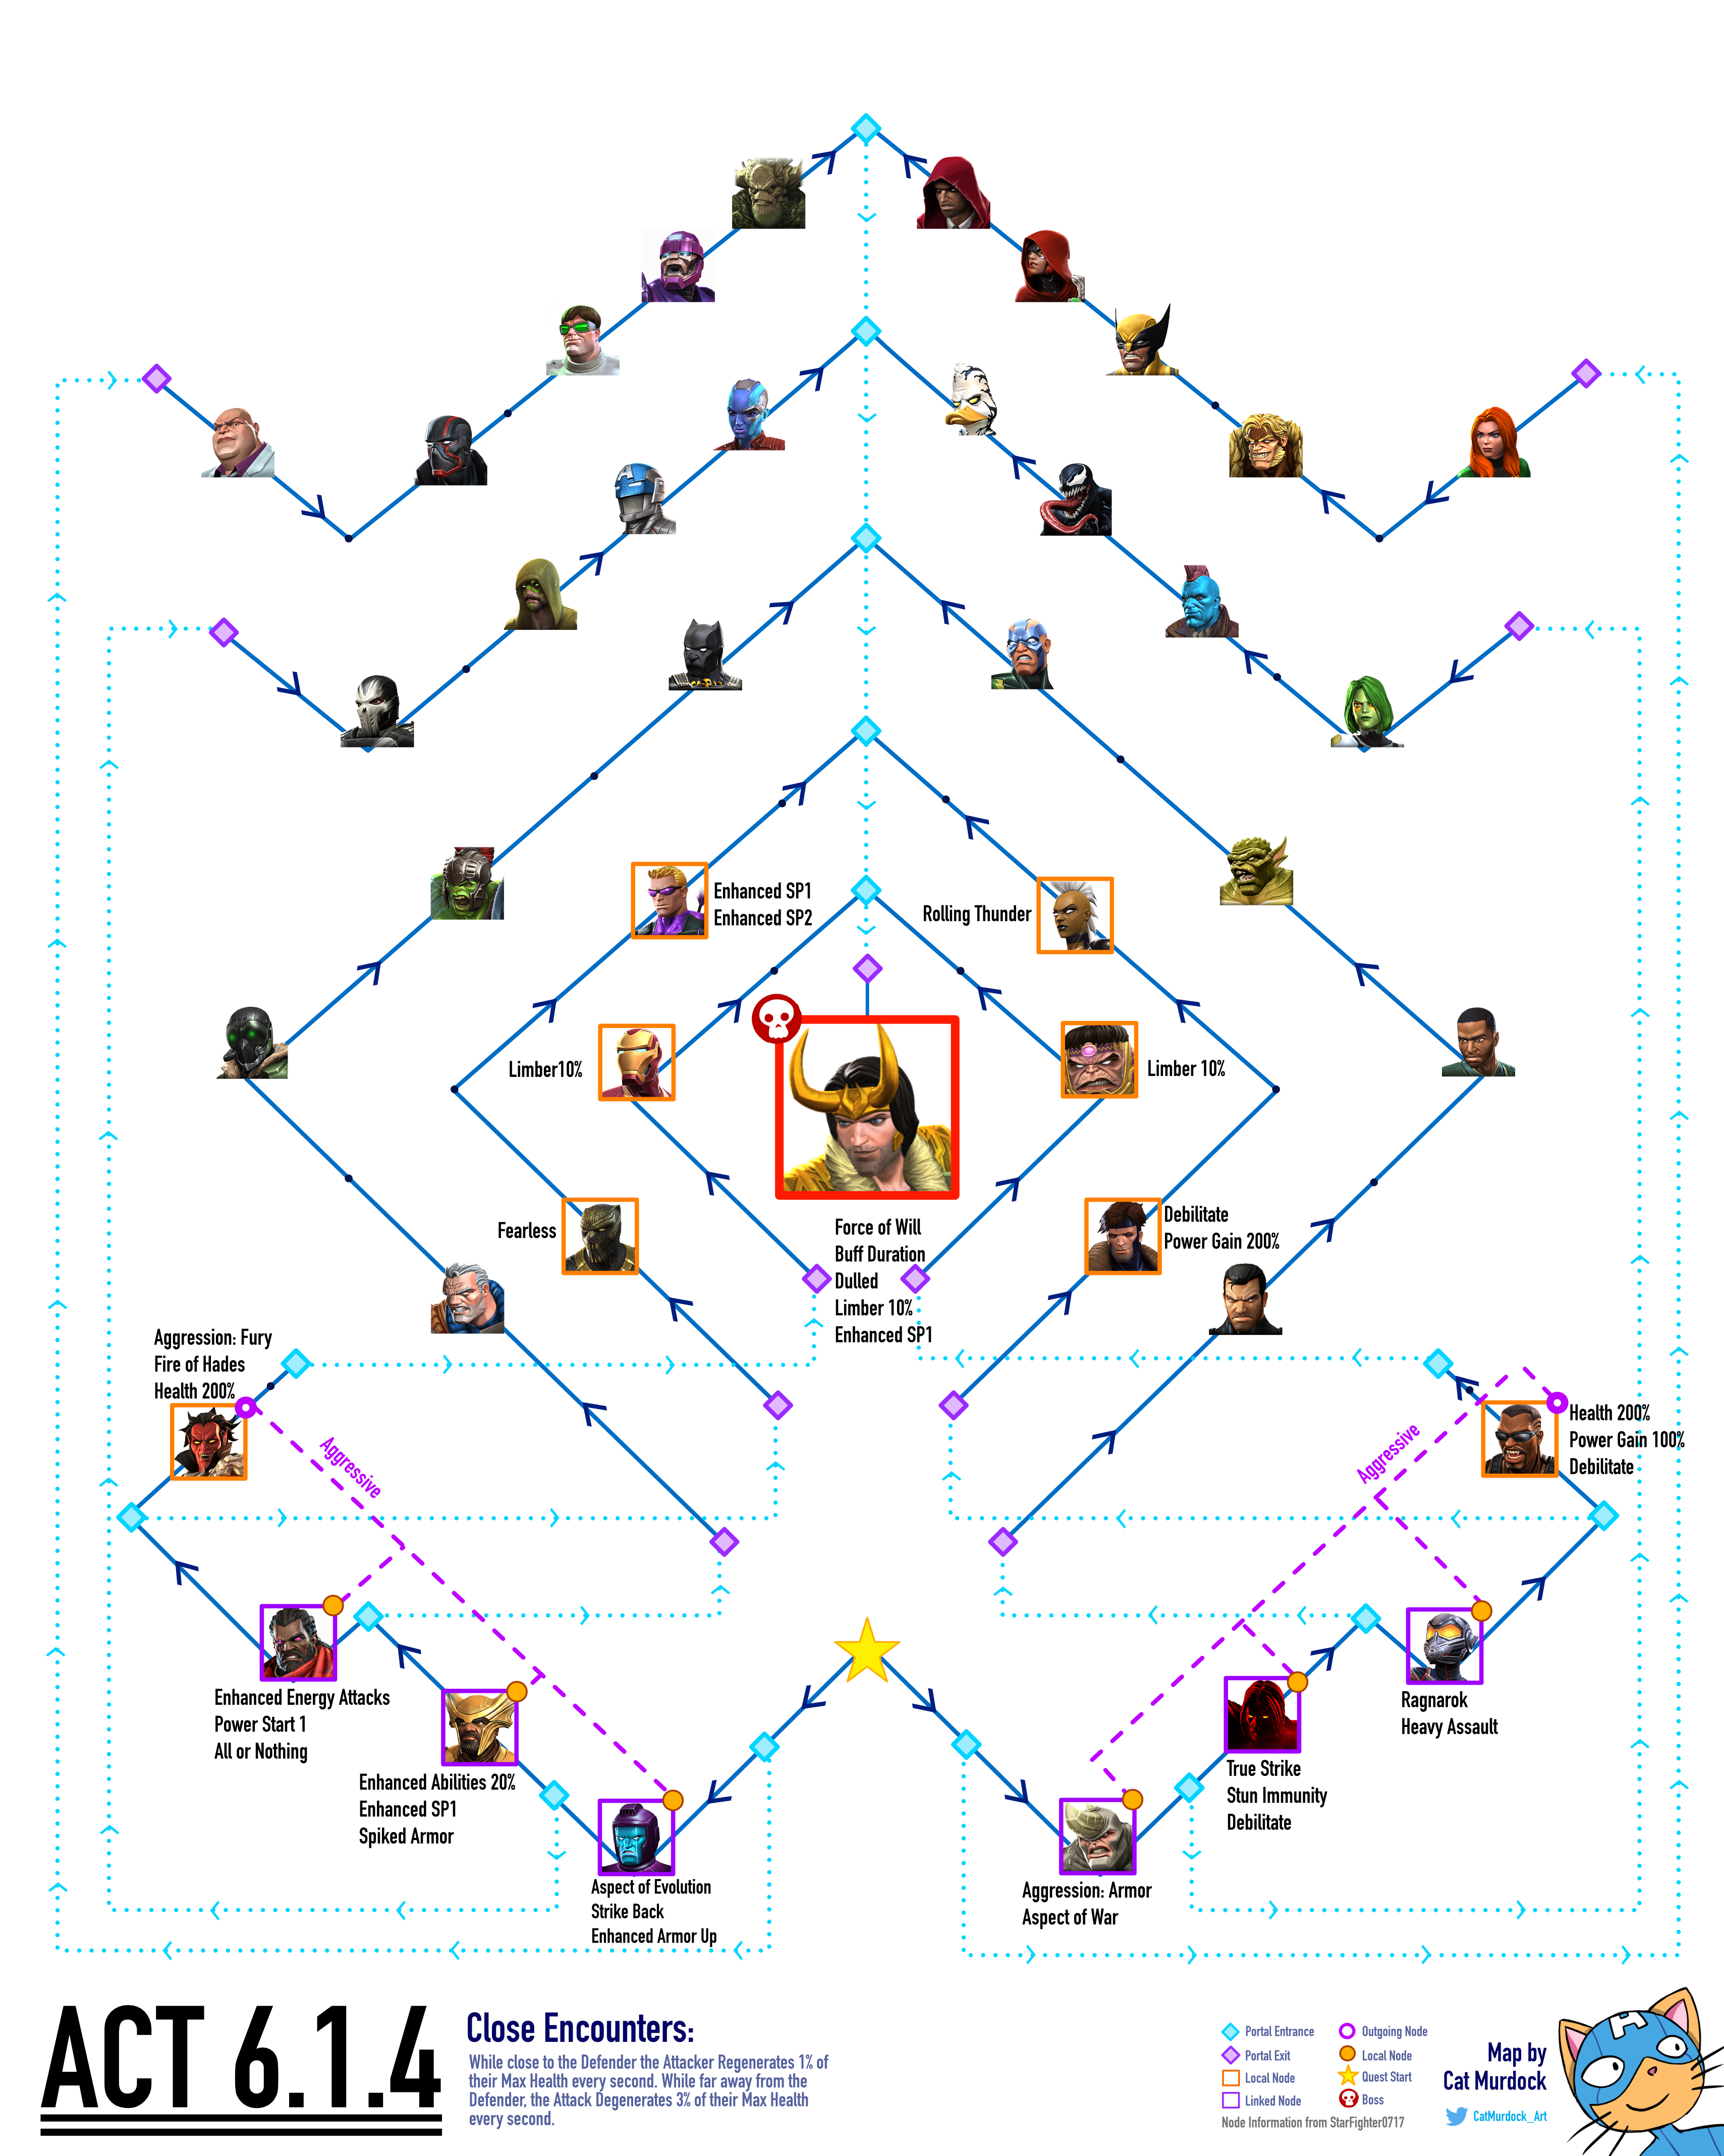 Enhanced SP1
Enhanced SP2
Rolling Thunder
Limber10%
Limber 10%
Fearless
Force of Will
Buff Duration
Dulled
Limber 10%
Enhanced SP1
Debilitate
Power Gain 200%
Aggression: Fury
Fire of Hades
Health 200%
Aggressive
Aggressive
Health 200%
Power Gain 100%
Debilitate
Enhanced Energy Attacks
Power Start 1
All or Nothing
Enhanced Abilities 20%
Enhanced SP1
Spiked Armor
Aspect of Evolution
Strike Back
Enhanced Armor Up
Ragnarok
Heavy Assault
True Strike
Stun Immunity
Debilitate
Aggression: Armor
Aspect of War
ACT 6.1.4
Close Encounters:
While close to the Defender the Attacker Regenerates 1% of
their Max Health every second. While far away from the
Defender, the Attack Degenerates 3% of their Max Health
every second.
Portal Entrance
Portal Exit
Local Node
Linked Node
Outgoing Node
Local Node
Quest Start
Boss
Node Information from StarFighter0717
Map by
Cat Murdock
CatMurdock_Art
A